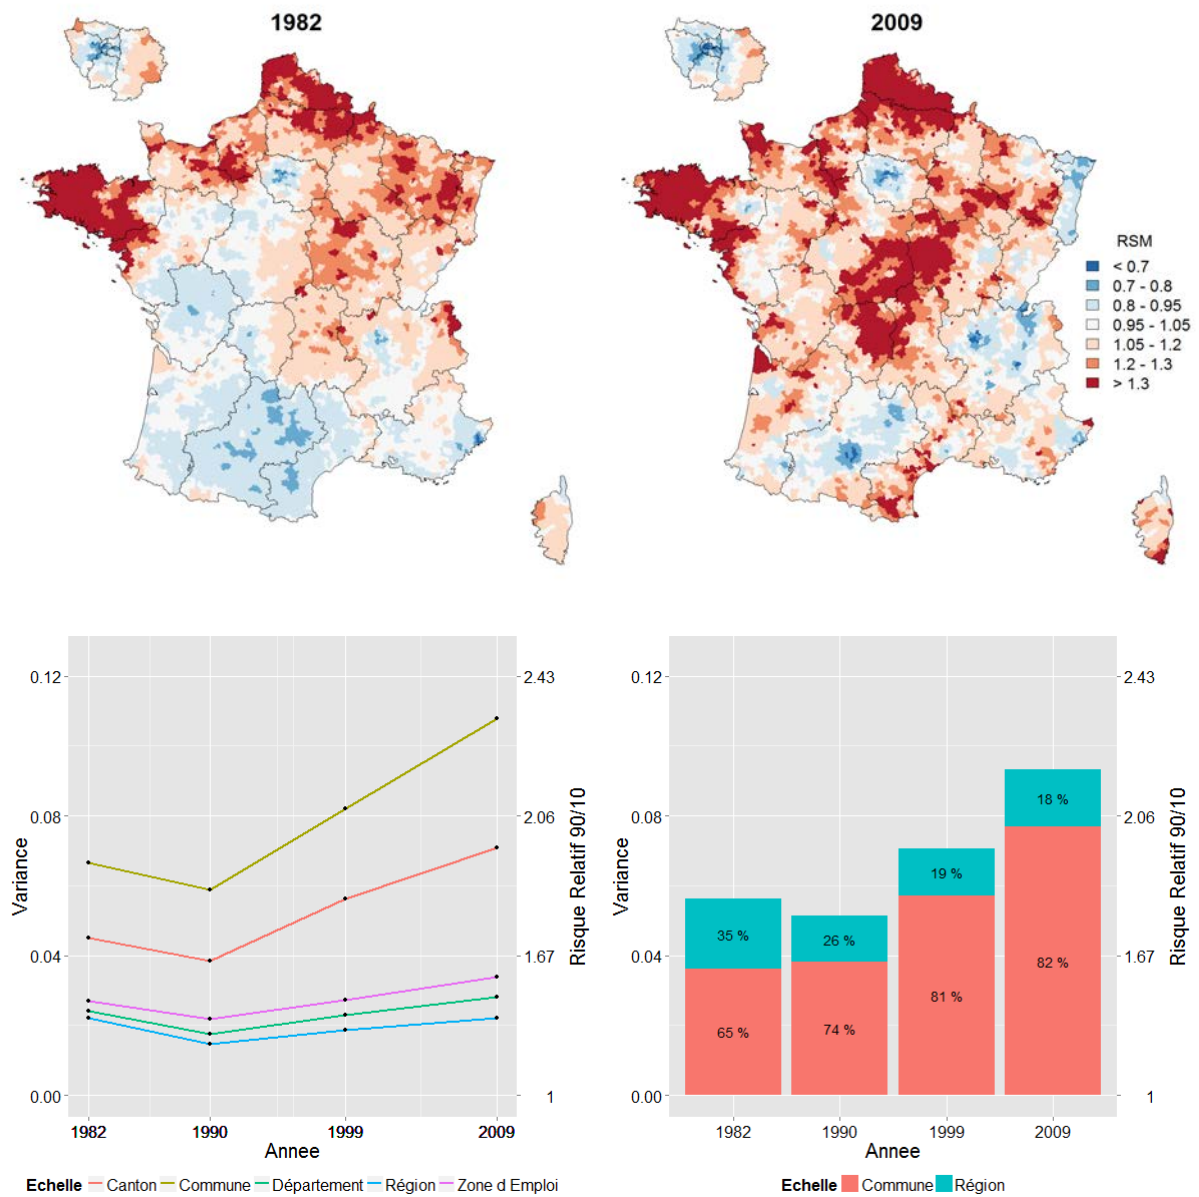 1982
2009
RSM
< 0.7
0.7 - 0.8
0.8 - 0.95
0.95 - 1.05
1.05 - 1.2
1.2 - 1.3
> 1.3
0.12
0.08
0.04
0.00
Variance
2.43
2.06
1.67
1
Risque Relatif 90/10
1982 1990 1999 2009
Annee
Echelle Canton Commune Département Région Zone d Emploi
0.12
0.08
0.04
0.00
Variance
35 %
65 %
26 %
74 %
19 %
81 %
18 %
82 %
2.43
2.06
1.67
1
Risque Relatif 90/10
1982 1990 1999 2009
Annee
Echelle Commune Région